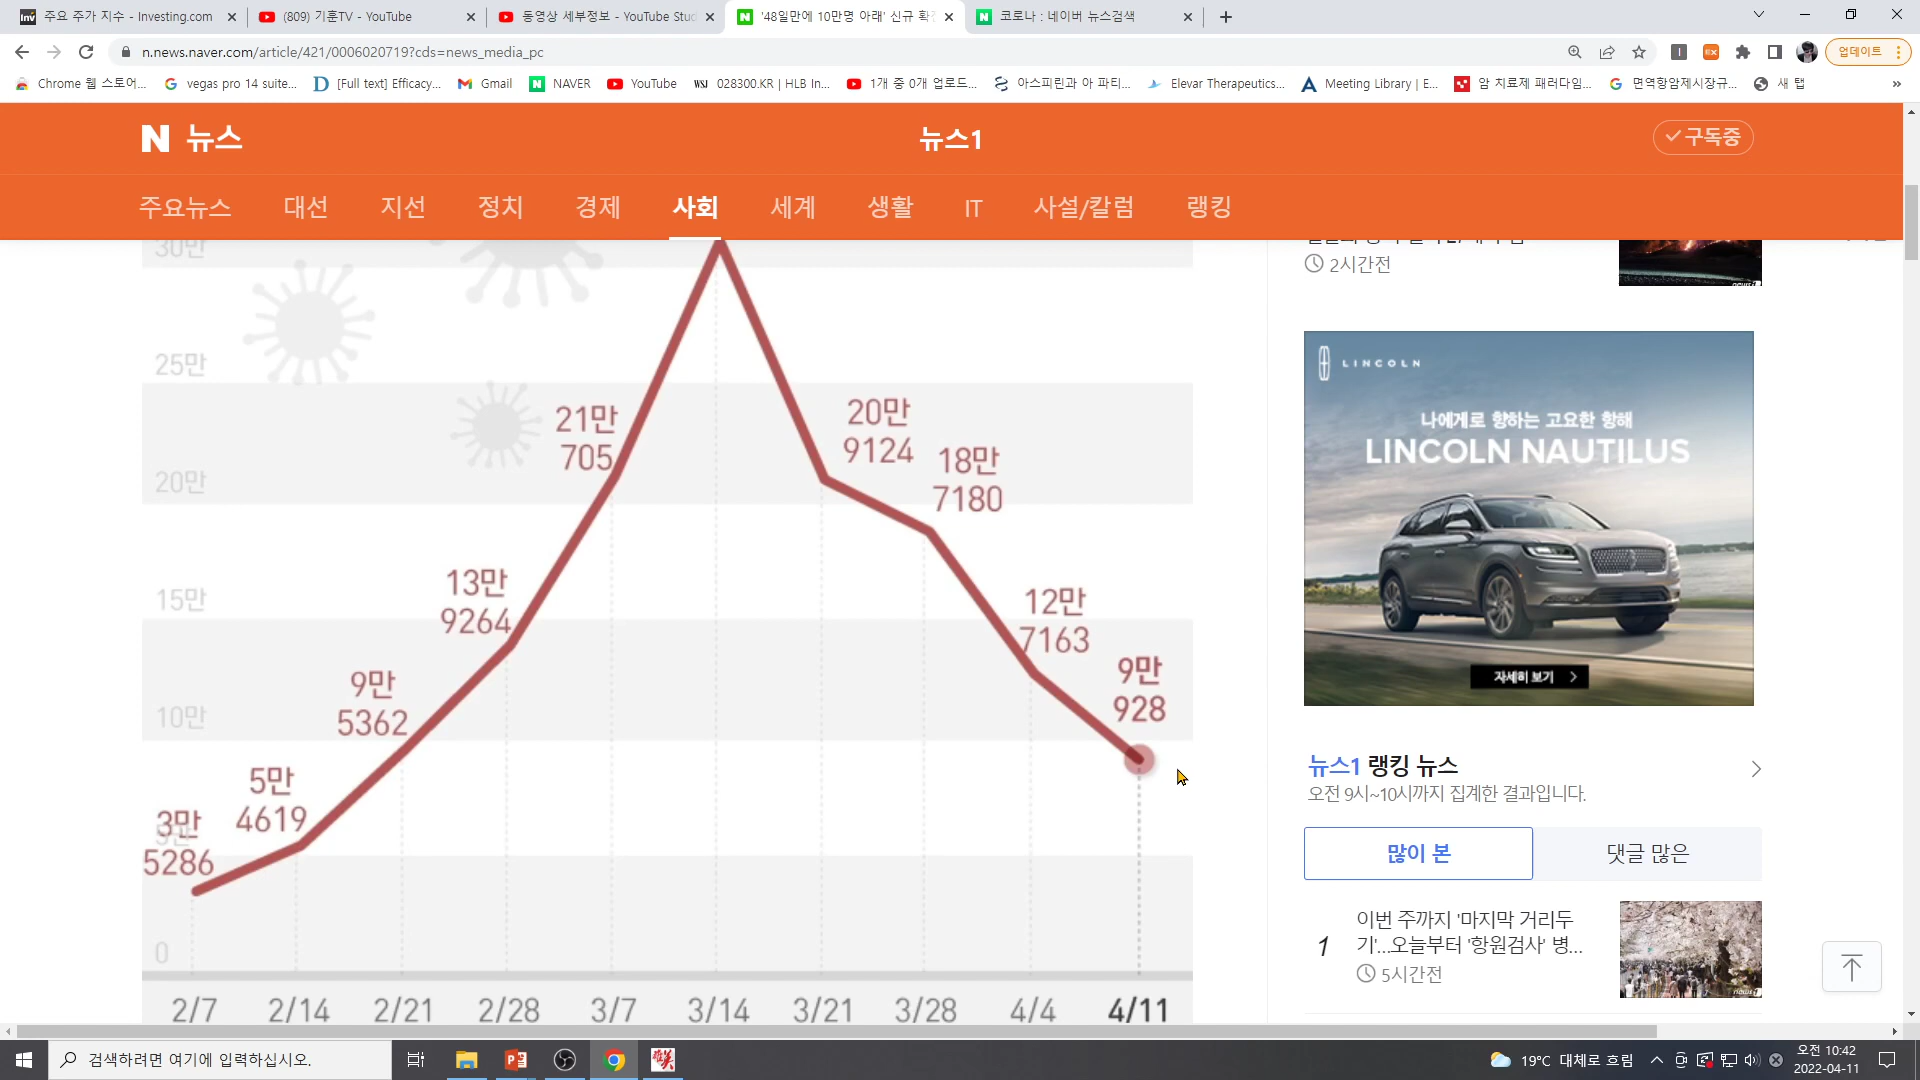 주요 주가 지수 - Investing.com
(809) 기훈TV - YouTube
동영상 세부정보 - YouTube Stu
'48일만에 10만명 아래' 신규 확
코로나 : 네이버 뉴스검색
n.news.naver.com/article/421/0006020719?cds=news_media_pc
업데이트
Chrome 웹 스토어...
vegas pro 14 suite...
[Full text] Efficacy...
Gmail
NAVER
YouTube
WSJ 028300.KR | HLB In...
1개 중 0개 업로드...
아스피린과 아 파티...
Elevar Therapeutics...
Meeting Library | E...
암 치료제 패러다임...
면역항암제시장규...
새 탭
N 뉴스
뉴스1
구독중
주요뉴스 대선 지선 정치 경제 사회 세계 생활 IT 사설/칼럼 랭킹
30만
25만
20만
15만
10만
5만
0
3만
5286
5만
4619
9만
5362
13만
9264
21만
705
20만
9124
18만
7180
12만
7163
9만
928
2/7 2/14 2/21 2/28 3/7 3/14 3/21 3/28 4/4 4/11
2시간전
news1
LINCOLN
나에게로 향하는 고요한 항해
LINCOLN NAUTILUS
자세히 보기
뉴스1 랭킹 뉴스
오전 9시~10시까지 집계한 결과입니다.
많이 본
댓글 많은
1
이번 주까지 '마지막 거리두
기'...오늘부터 '항원검사' 병...
5시간전
news1
검색하려면 여기에 입력하십시오.
19°C 대체로 흐림
오전 10:42
2022-04-11